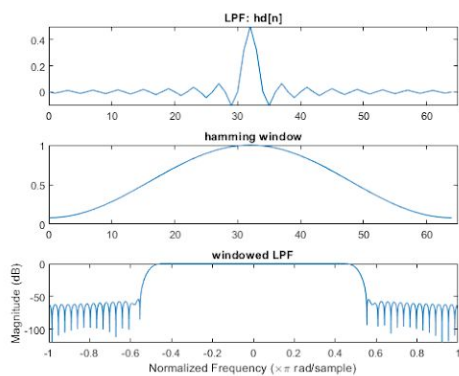 LPF: hd[n]
0.4
0.2
0
0 10 20 30 40 50 60
hamming window
1
0.5
0
0 10 20 30 40 50 60
windowed LPF
Magnitude (dB)
0
-50
-100
-1 -0.8 -0.6 -0.4 -0.2 0 0.2 0.4 0.6 0.8 1
Normalized Frequency (×π rad/sample)